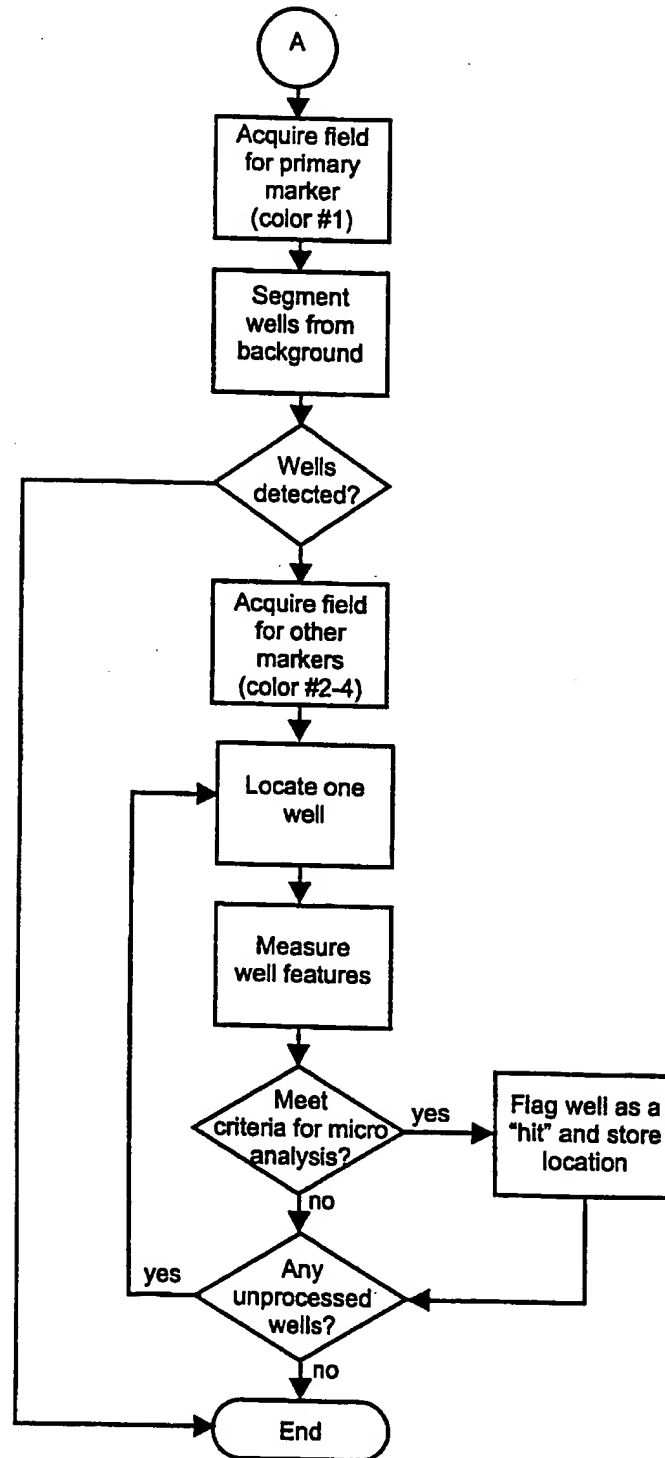 A
Acquire field
for primary
marker
(color #1)
Segment
wells from
background
Wells
detected?
Acquire field
for other
markers
(color #2-4)
Locate one
well
Measure
well features
Meet
criteria for micro
analysis?
yes
Flag well as a
"hit" and store
location
no
yes
Any
unprocessed
wells?
no
End